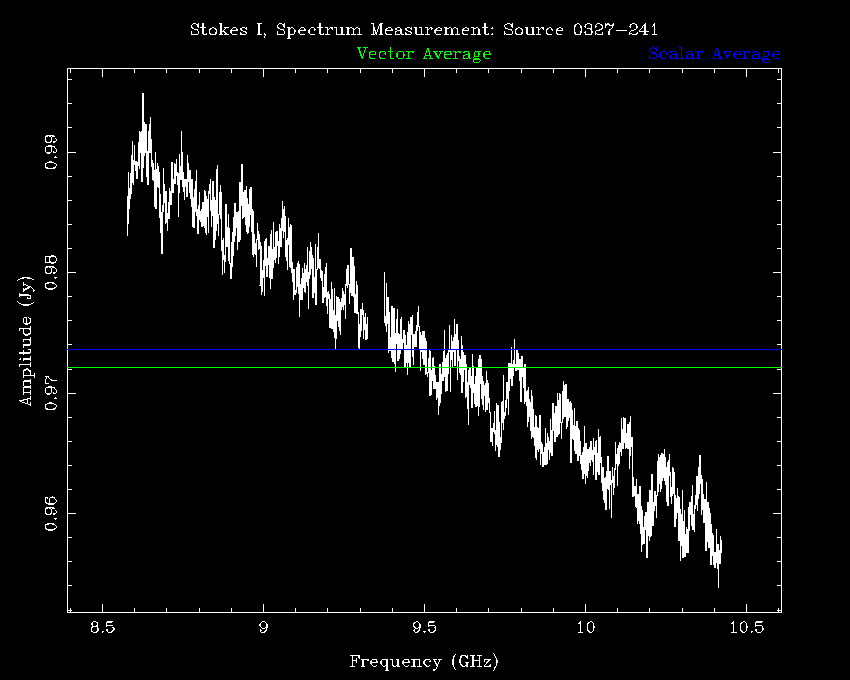 Stokes I, Spectrum Measurement: Source 0327-241
Vector Average Scalar Average
0.99
0.98
0.97
0.96
Amplitude (Jy)
8.5 9 9.5 10 10.5
Frequency (GHz)